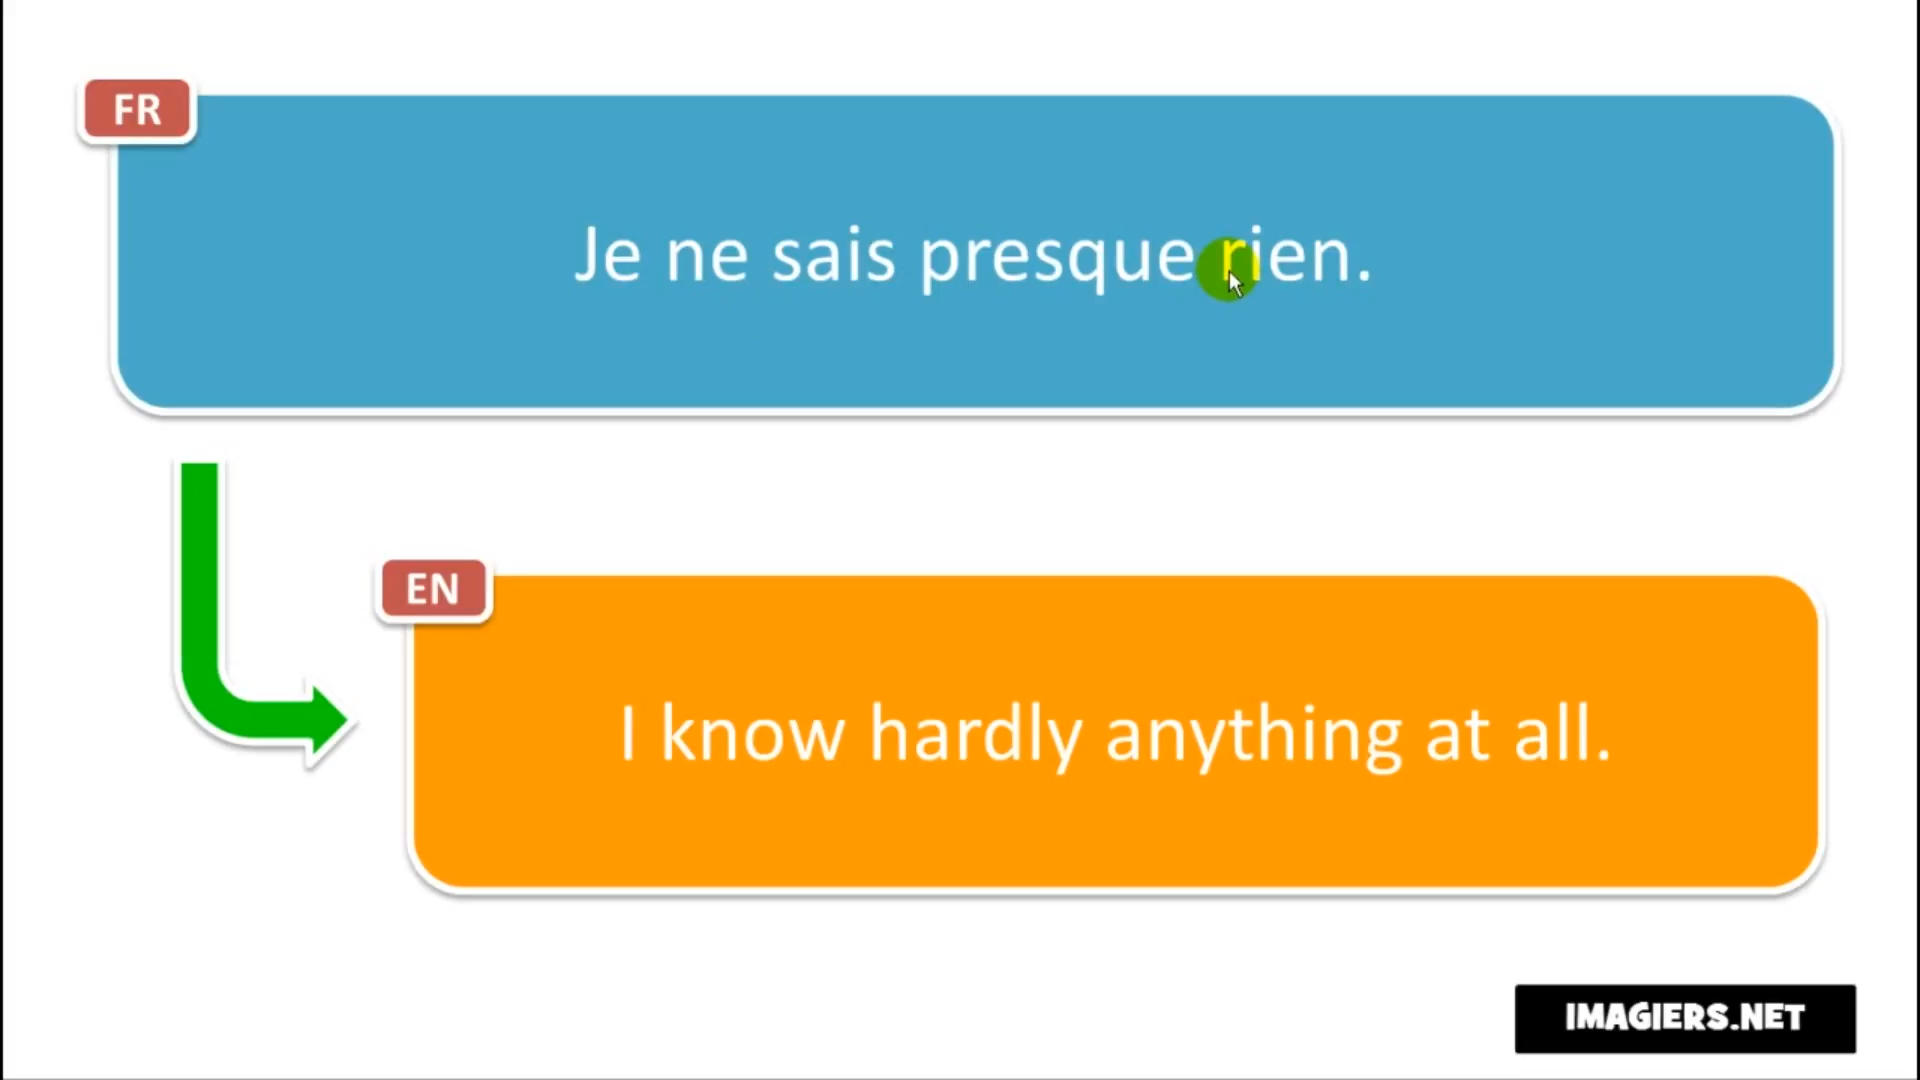 FR
Je ne sais presque rien.
EN
I know hardly anything at all.
IMAGIERS.NET